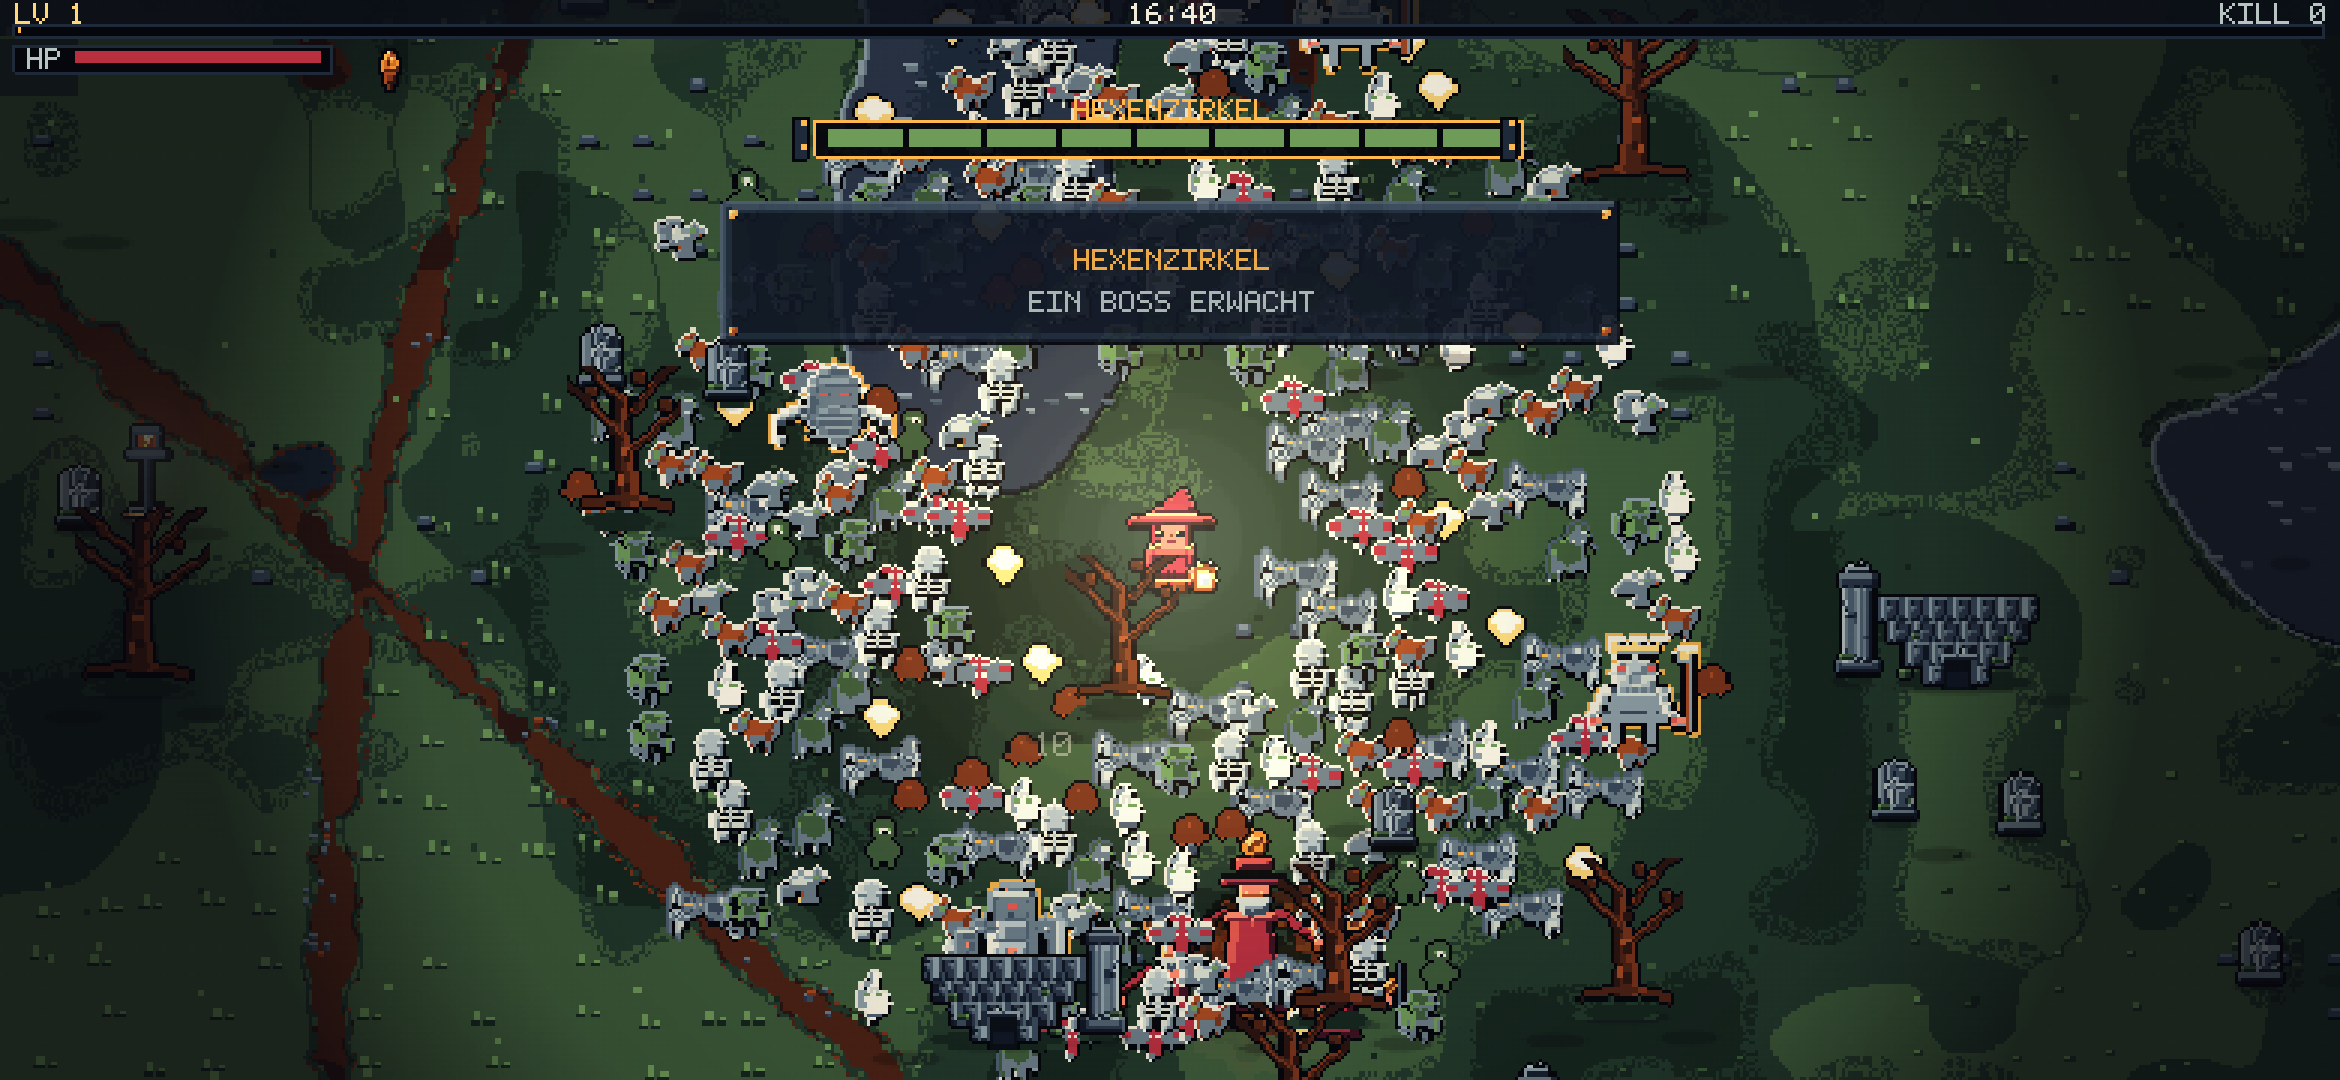 LV 1
16:40
KILL 0
HP
HEXENZIRKEL
HEXENZIRKEL
EIN BOSS ERWACHT
10